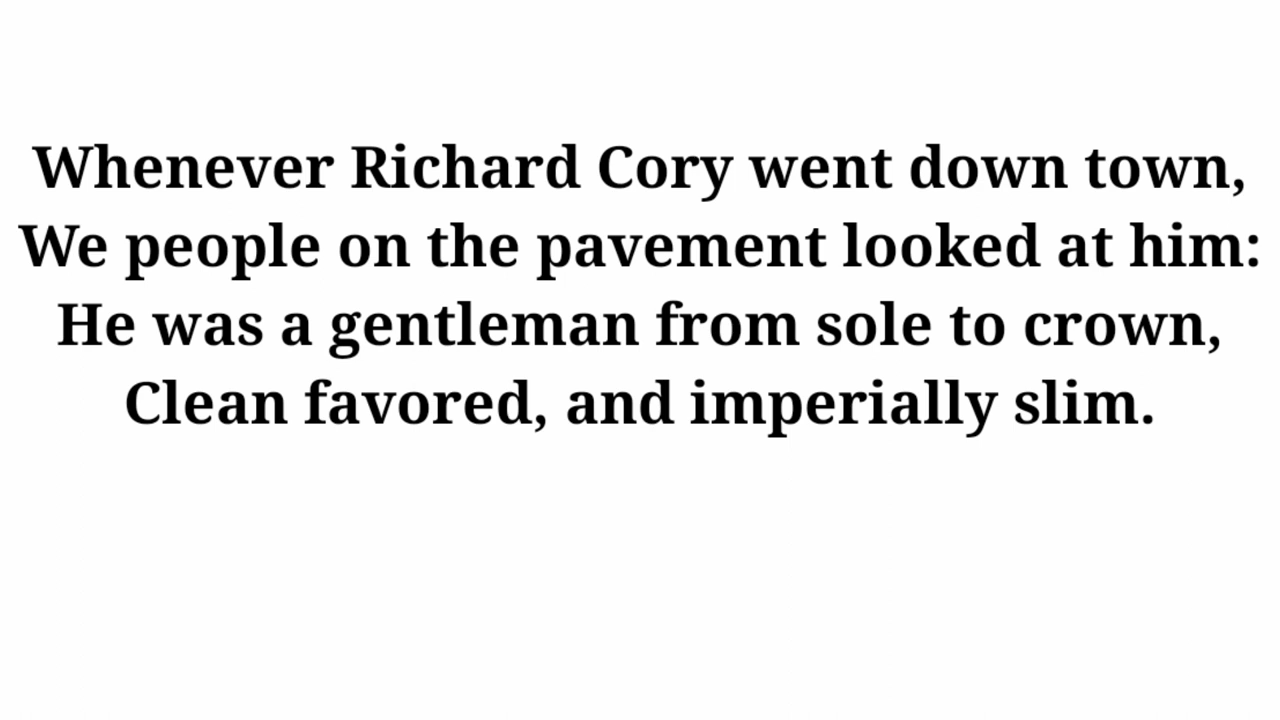 Whenever Richard Cory went down town,
We people on the pavement looked at him:
He was a gentleman from sole to crown,
Clean favored, and imperially slim.